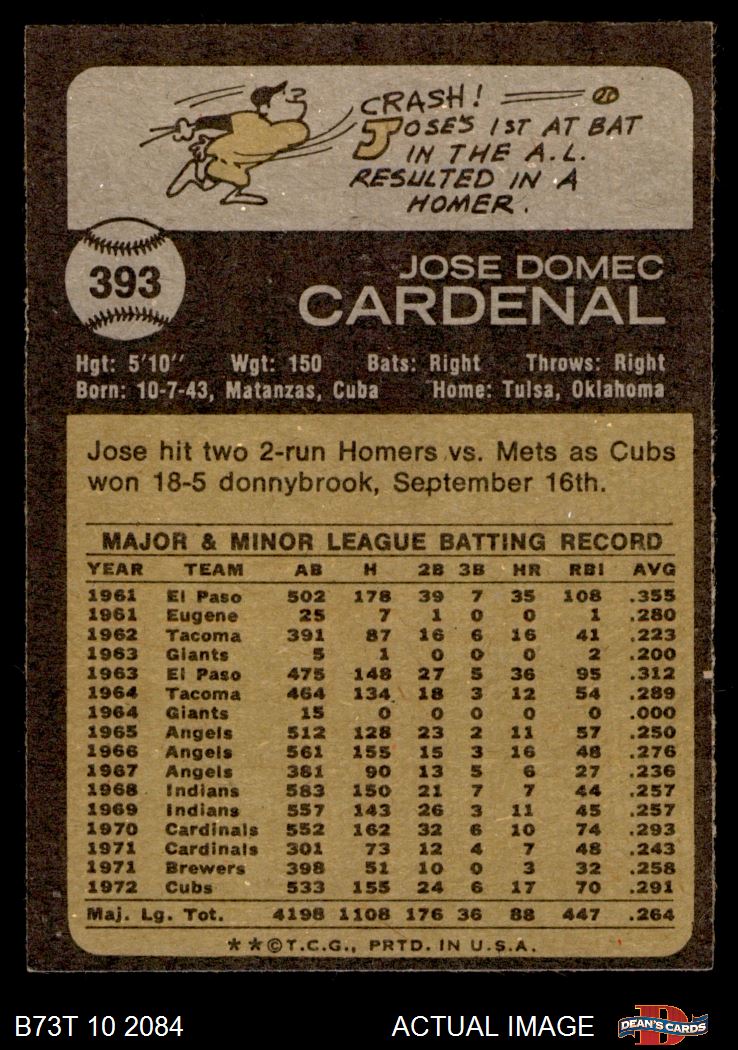 CRASH!
JOSE'S 1ST AT BAT
IN THE A.L.
RESULTED IN A
HOMER.
393
JOSE DOMEC
CARDENAL
Hgt: 5'10" Wgt: 150 Bats: Right Throws: Right
Born: 10-7-43, Matanzas, Cuba Home: Tulsa, Oklahoma
Jose hit two 2-run Homers vs. Mets as Cubs
won 18-5 donnybrook, September 16th.
MAJOR & MINOR LEAGUE BATTING RECORD
YEAR TEAM AB H 2B 3B HR RBI AVG
1961 El Paso 502 178 39 7 35 108 .355
1961 Eugene 25 7 1 0 0 1 .280
1962 Tacoma 391 87 16 6 16 41 .223
1963 Giants 5 1 0 0 0 2 .200
1963 El Paso 475 148 27 5 36 95 .312
1964 Tacoma 464 134 18 3 12 54 .289
1964 Giants 15 0 0 0 0 0 .000
1965 Angels 512 128 23 2 11 57 .250
1966 Angels 561 155 15 3 16 48 .276
1967 Angels 381 90 13 5 6 27 .236
1968 Indians 583 150 21 7 7 44 .257
1969 Indians 557 143 26 3 11 45 .257
1970 Cardinals 552 162 32 6 10 74 .293
1971 Cardinals 301 73 12 4 7 48 .243
1971 Brewers 398 51 10 0 3 32 .258
1972 Cubs 533 155 24 6 17 70 .291
Maj. Lg. Tot. 4198 1108 176 36 88 447 .264
**©T.C.G., PRTD. IN U.S.A.
B73T 10 2084 ACTUAL IMAGE DEAN'S CARDS